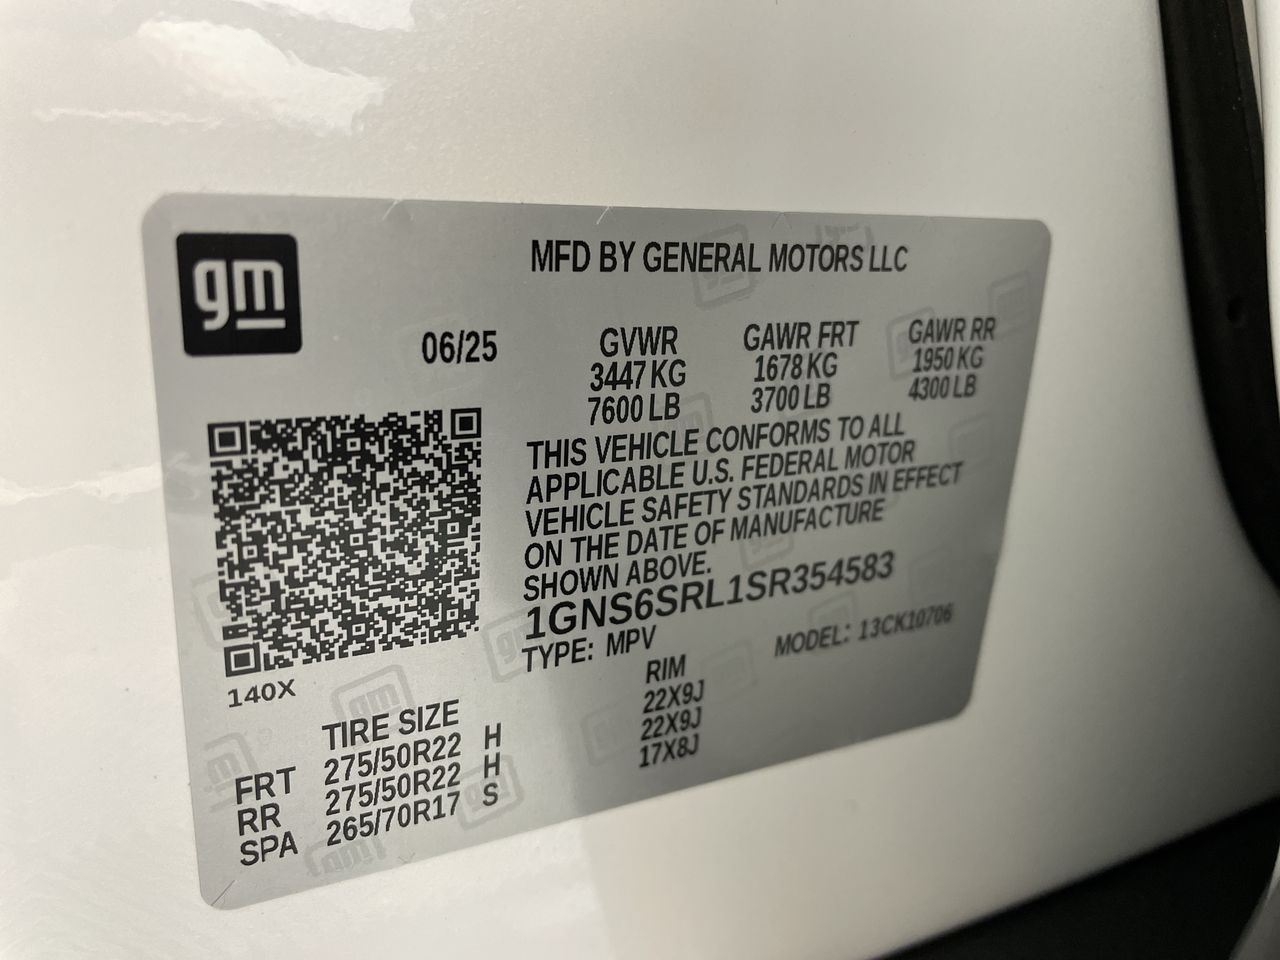 gm
MFD BY GENERAL MOTORS LLC
06/25
GVWR GAWR FRT GAWR RR
3447 KG 1678 KG 1950 KG
7600 LB 3700 LB 4300 LB
THIS VEHICLE CONFORMS TO ALL
APPLICABLE U.S. FEDERAL MOTOR
VEHICLE SAFETY STANDARDS IN EFFECT
ON THE DATE OF MANUFACTURE
SHOWN ABOVE.
1GNS6SRL1SR354583
TYPE: MPV MODEL: 13CK10706
140X
TIRE SIZE RIM
FRT 275/50R22 H 22X9J
RR 275/50R22 H 22X9J
SPA 265/70R17 S 17X8J